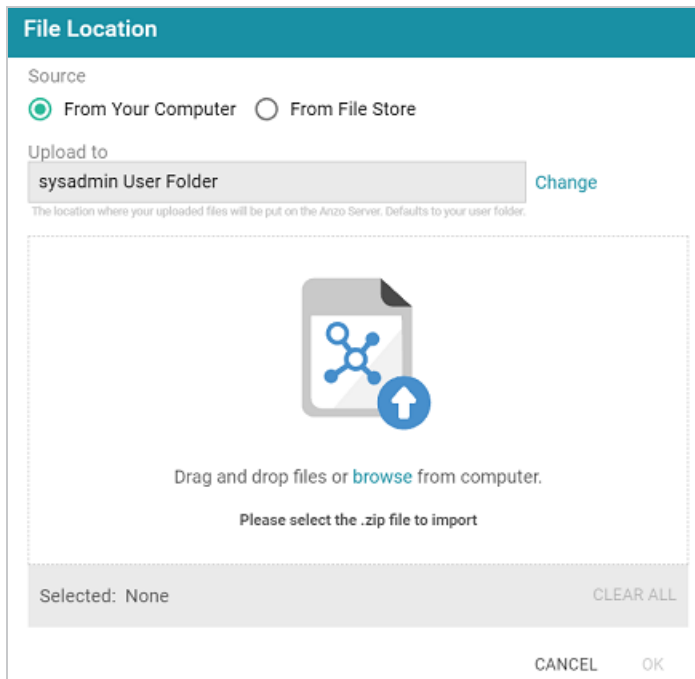 File Location
Source
From Your Computer From File Store
Upload to
sysadmin User Folder Change
The location where your uploaded files will be put on the Anzo Server. Defaults to your user folder.
Drag and drop files or browse from computer.
Please select the .zip file to import
Selected: None CLEAR ALL
CANCEL OK